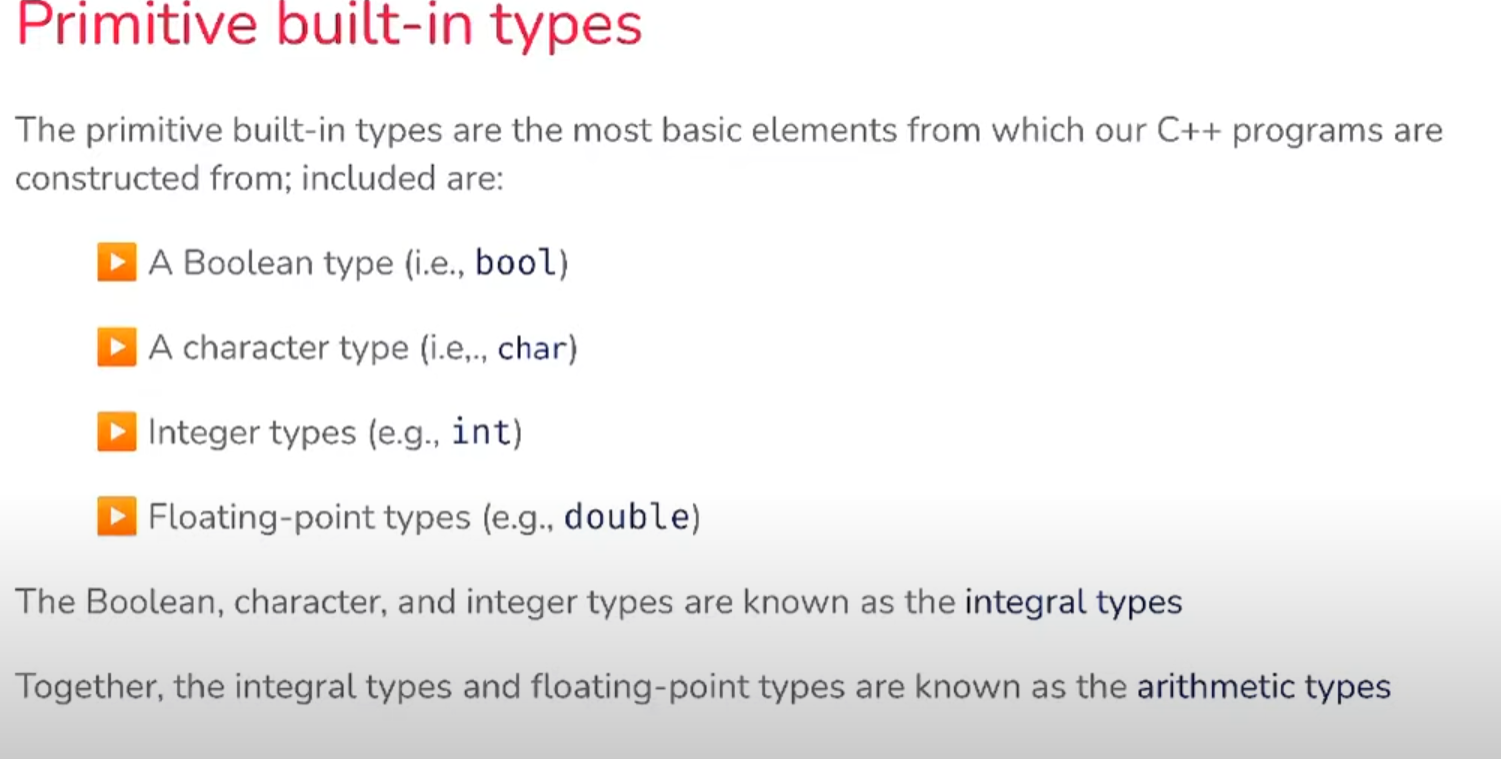 Primitive built-in types
The primitive built-in types are the most basic elements from which our C++ programs are
constructed from; included are:
A Boolean type (i.e., bool)
A character type (i.e,., char)
Integer types (e.g., int)
Floating-point types (e.g., double)
The Boolean, character, and integer types are known as the integral types
Together, the integral types and floating-point types are known as the arithmetic types